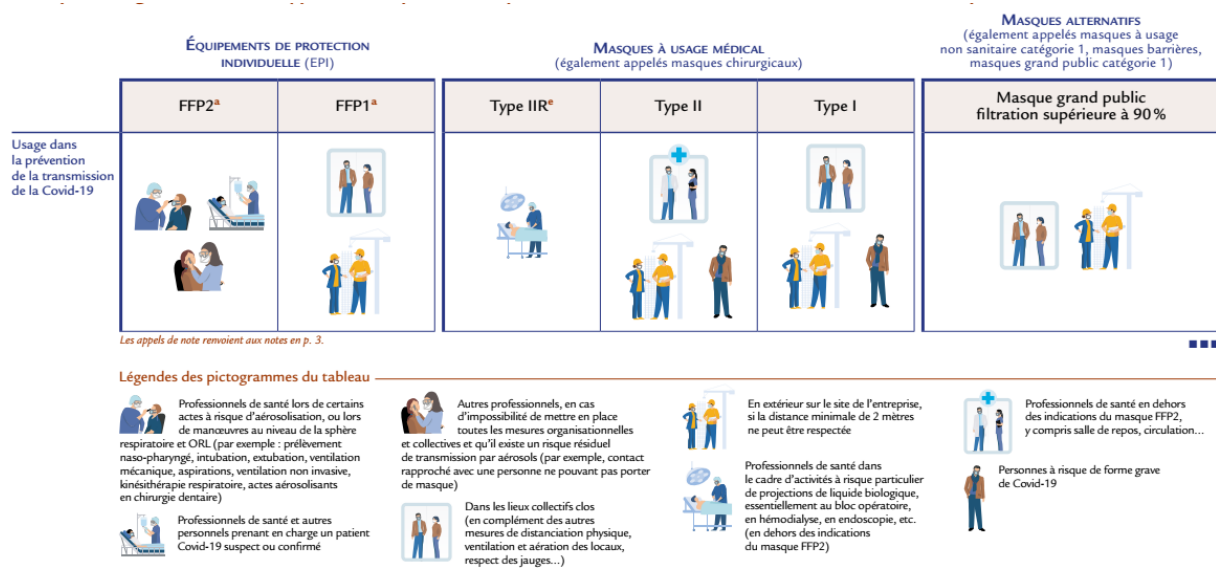 MASQUES ALTERNATIFS
(également appelés masques à usage
non sanitaire catégorie 1, masques barrières,
masques grand public catégorie 1)
ÉQUIPEMENTS DE PROTECTION
INDIVIDUELLE (EPI)
MASQUES À USAGE MÉDICAL
(également appelés masques chirurgicaux)
FFP2a
FFP1a
Type IIRe
Type II
Type I
Masque grand public
filtration supérieure à 90 %
Usage dans
la prévention
de la transmission
de la Covid-19
Les appels de note renvoient aux notes en p. 3.
Légendes des pictogrammes du tableau
Professionnels de santé lors de certains
actes à risque d'aérosolisation, ou lors
de manœuvres au niveau de la sphère
respiratoire et ORL (par exemple : prélèvement
naso-pharyngé, intubation, extubation, ventilation
mécanique, aspirations, ventilation non invasive,
kinésithérapie respiratoire, actes aérosolisants
en chirurgie dentaire)
Professionnels de santé et autres
personnels prenant en charge un patient
Covid-19 suspect ou confirmé
Autres professionnels, en cas
d'impossibilité de mettre en place
toutes les mesures organisationnelles
et collectives et qu'il existe un risque résiduel
de transmission par aérosols (par exemple, contact
rapproché avec une personne ne pouvant pas porter
de masque)
Dans les lieux collectifs clos
(en complément des autres
mesures de distanciation physique,
ventilation et aération des locaux,
respect des jauges...)
En extérieur sur le site de l'entreprise,
si la distance minimale de 2 mètres
ne peut être respectée
Professionnels de santé dans
le cadre d'activités à risque particulier
de projections de liquide biologique,
essentiellement au bloc opératoire,
en hémodialyse, en endoscopie, etc.
(en dehors des indications
du masque FFP2)
Professionnels de santé en dehors
des indications du masque FFP2,
y compris salle de repos, circulation...
Personnes à risque de forme grave
de Covid-19